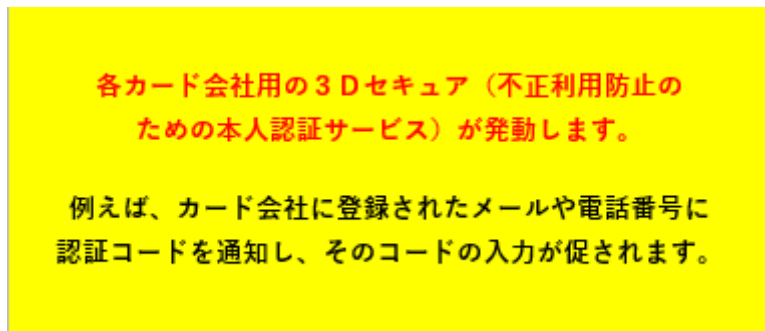 各カード会社用の３Ｄセキュア（不正利用防止の
ための本人認証サービス）が発動します。
例えば、カード会社に登録されたメールや電話番号に
認証コードを通知し、そのコードの入力が促されます。